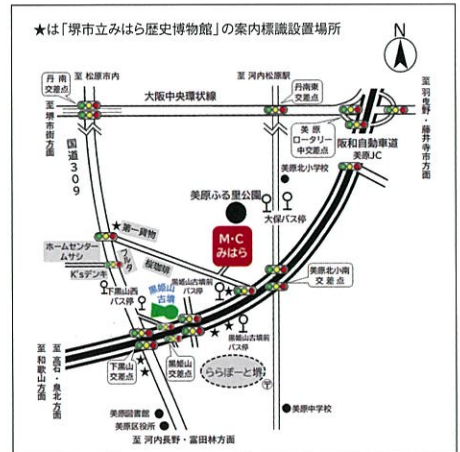 ★は「堺市立みはら歴史博物館」の案内標識設置場所
N
至 松原市内
至 河内松原駅
丹南
交差点
丹南東
交差点
大阪中央環状線
至 堺市街方面
至 羽曳野・藤井寺市方面
美原
ロータリー
中交差点
阪和自動車道
美原JC
国道309
美原北小学校
美原ふる里公園
大保バス停
第一貨物
M・C
みはら
ホームセンター
ムサシ
K'sデンキ
桜珈琲
下黒山西
バス停
黒姫山
古墳
黒姫山古墳前
バス停
美原北小南
交差点
黒姫山古墳前
バス停
下黒山
交差点
黒姫山
交差点
ららぽーと堺
〒
至 和歌山方面
至 高石・泉北方面
美原図書館
美原区役所
美原中学校
至 河内長野・富田林方面